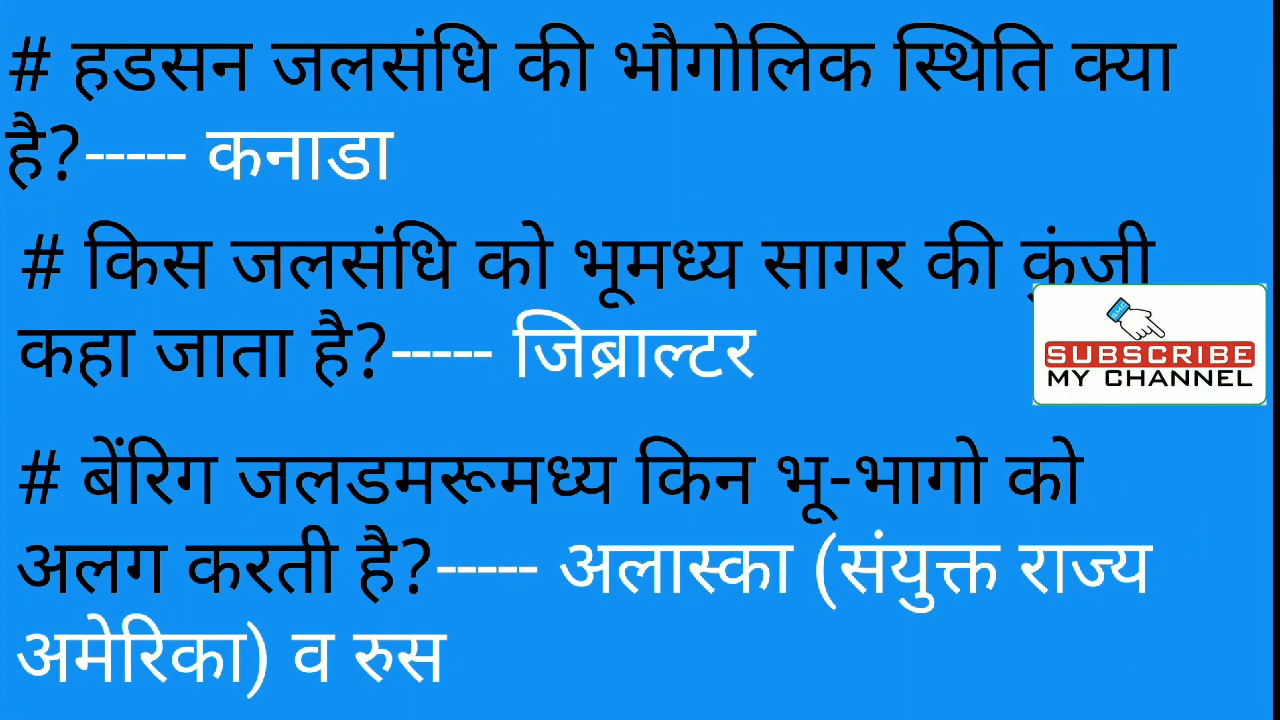 # हडसन जलसंधि की भौगोलिक स्थिति क्या
है?----- कनाडा
# किस जलसंधि को भूमध्य सागर की कुंजी
कहा जाता है?----- जिब्राल्टर
SUBSCRIBE
MY CHANNEL
# बेंरिग जलडमरूमध्य किन भू-भागो को
अलग करती है?----- अलास्का (संयुक्त राज्य
अमेरिका) व रुस